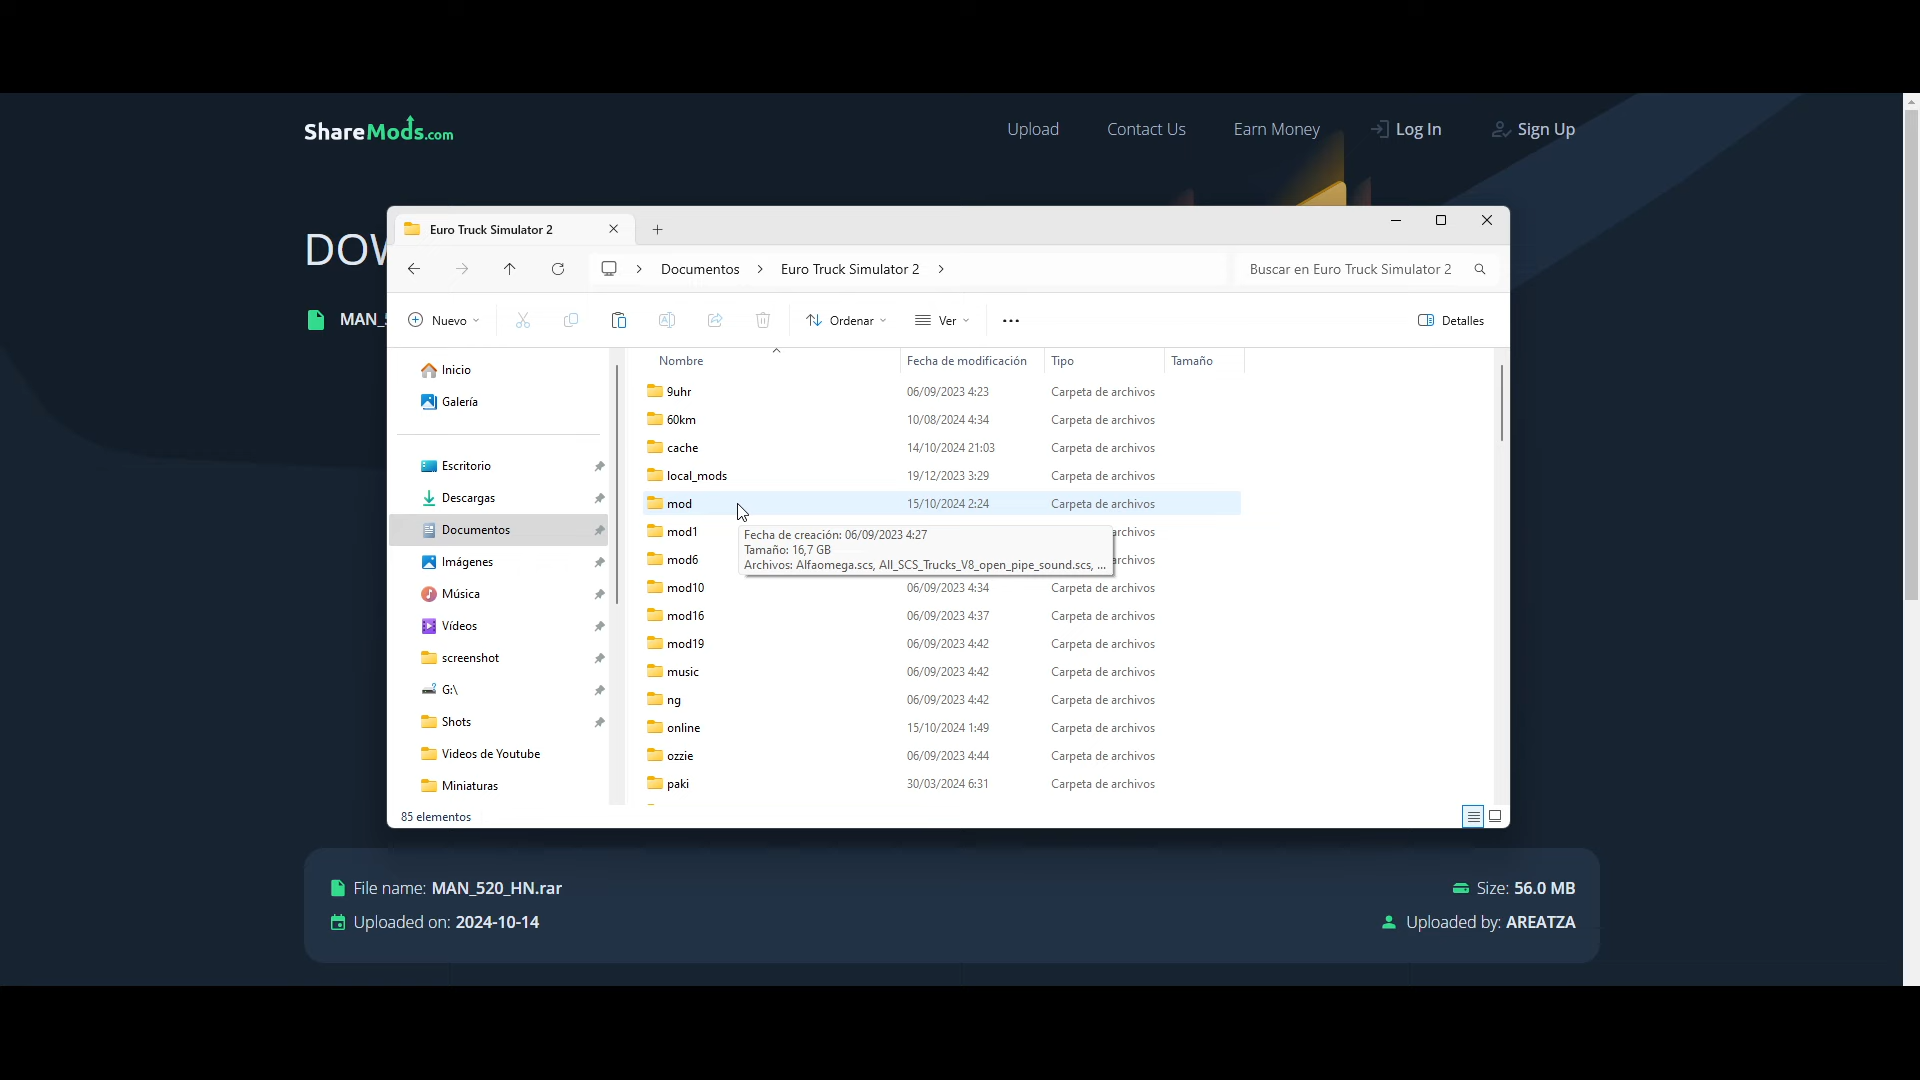 ShareMods.com
Upload
Contact Us
Earn Money
Log In
Sign Up
DOW
MAN_5
Euro Truck Simulator 2
Documentos
Euro Truck Simulator 2
Buscar en Euro Truck Simulator 2
Nuevo
Ordenar
Ver
Detalles
Inicio
Galería
Escritorio
Descargas
Documentos
Imágenes
Música
Vídeos
screenshot
G:\
Shots
Videos de Youtube
Miniaturas
Nombre Fecha de modificación Tipo Tamaño
9uhr 06/09/2023 4:23 Carpeta de archivos
60km 10/08/2024 4:34 Carpeta de archivos
cache 14/10/2024 21:03 Carpeta de archivos
local_mods 19/12/2023 3:29 Carpeta de archivos
mod 15/10/2024 2:24 Carpeta de archivos
mod1 rchivos
Fecha de creación: 06/09/2023 4:27
Tamaño: 16,7 GB
Archivos: Alfaomega.scs, All_SCS_Trucks_V8_open_pipe_sound.scs, ...
mod6 rchivos
mod10 06/09/2023 4:34 Carpeta de archivos
mod16 06/09/2023 4:37 Carpeta de archivos
mod19 06/09/2023 4:42 Carpeta de archivos
music 06/09/2023 4:42 Carpeta de archivos
ng 06/09/2023 4:42 Carpeta de archivos
online 15/10/2024 1:49 Carpeta de archivos
ozzie 06/09/2023 4:44 Carpeta de archivos
paki 30/03/2024 6:31 Carpeta de archivos
85 elementos
File name: MAN_520_HN.rar
Size: 56.0 MB
Uploaded on: 2024-10-14
Uploaded by: AREATZA